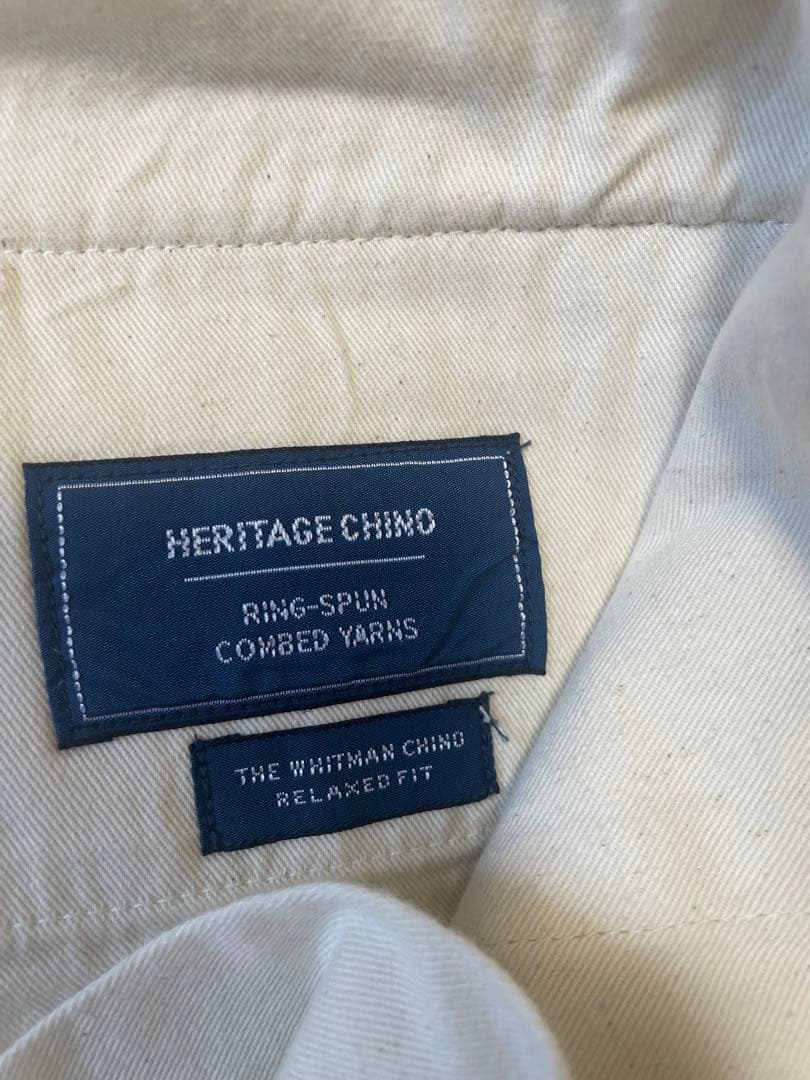 HERITAGE CHINO
RING-SPUN
COMBED YARNS
THE WHITMAN CHINO
RELAXED FIT